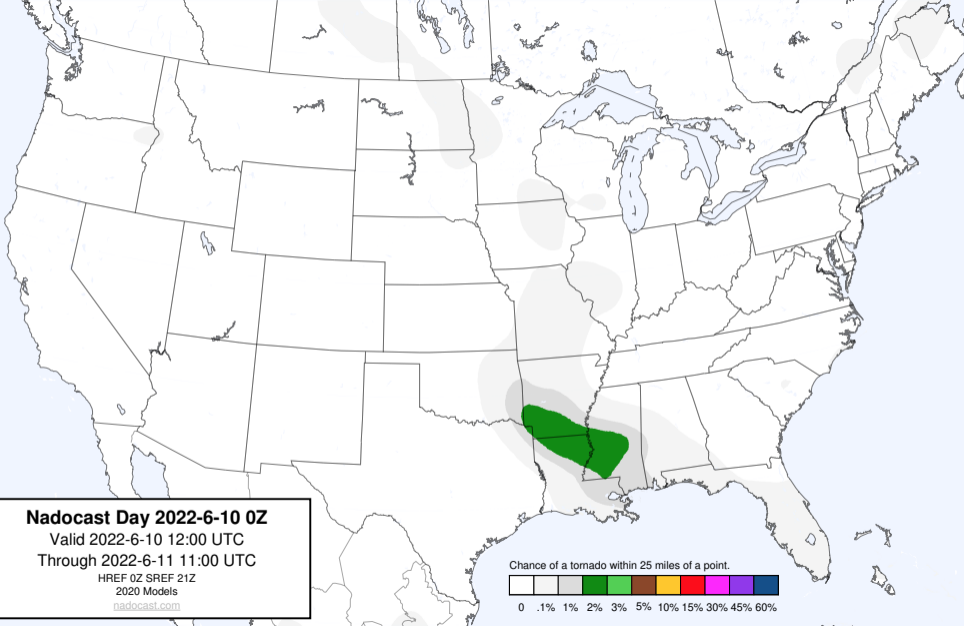 Nadocast Day 2022-6-10 0Z
Valid 2022-6-10 12:00 UTC
Through 2022-6-11 11:00 UTC
HREF 0Z SREF 21Z
2020 Models
nadocast.com
Chance of a tornado within 25 miles of a point.
0 .1% 1% 2% 3% 5% 10% 15% 30% 45% 60%